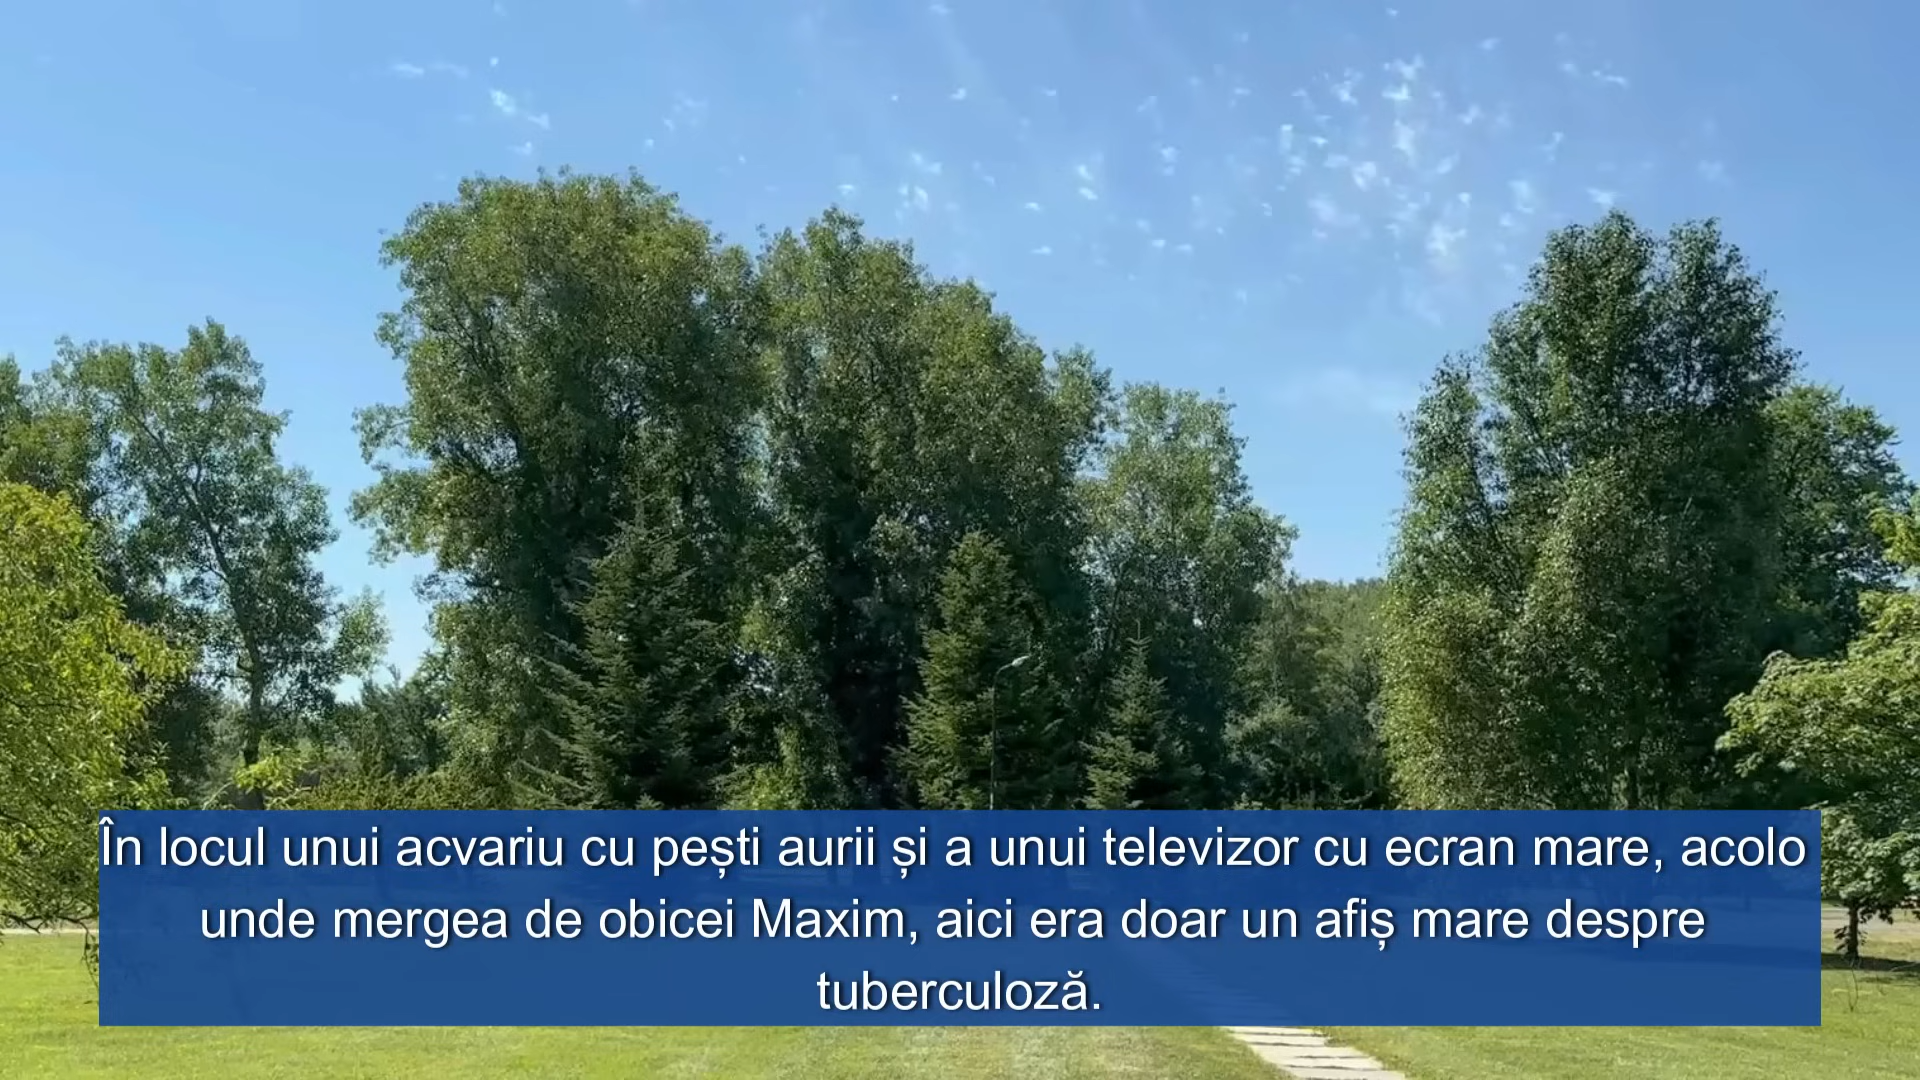 În locul unui acvariu cu pești aurii și a unui televizor cu ecran mare, acolo
unde mergea de obicei Maxim, aici era doar un afiș mare despre
tuberculoză.